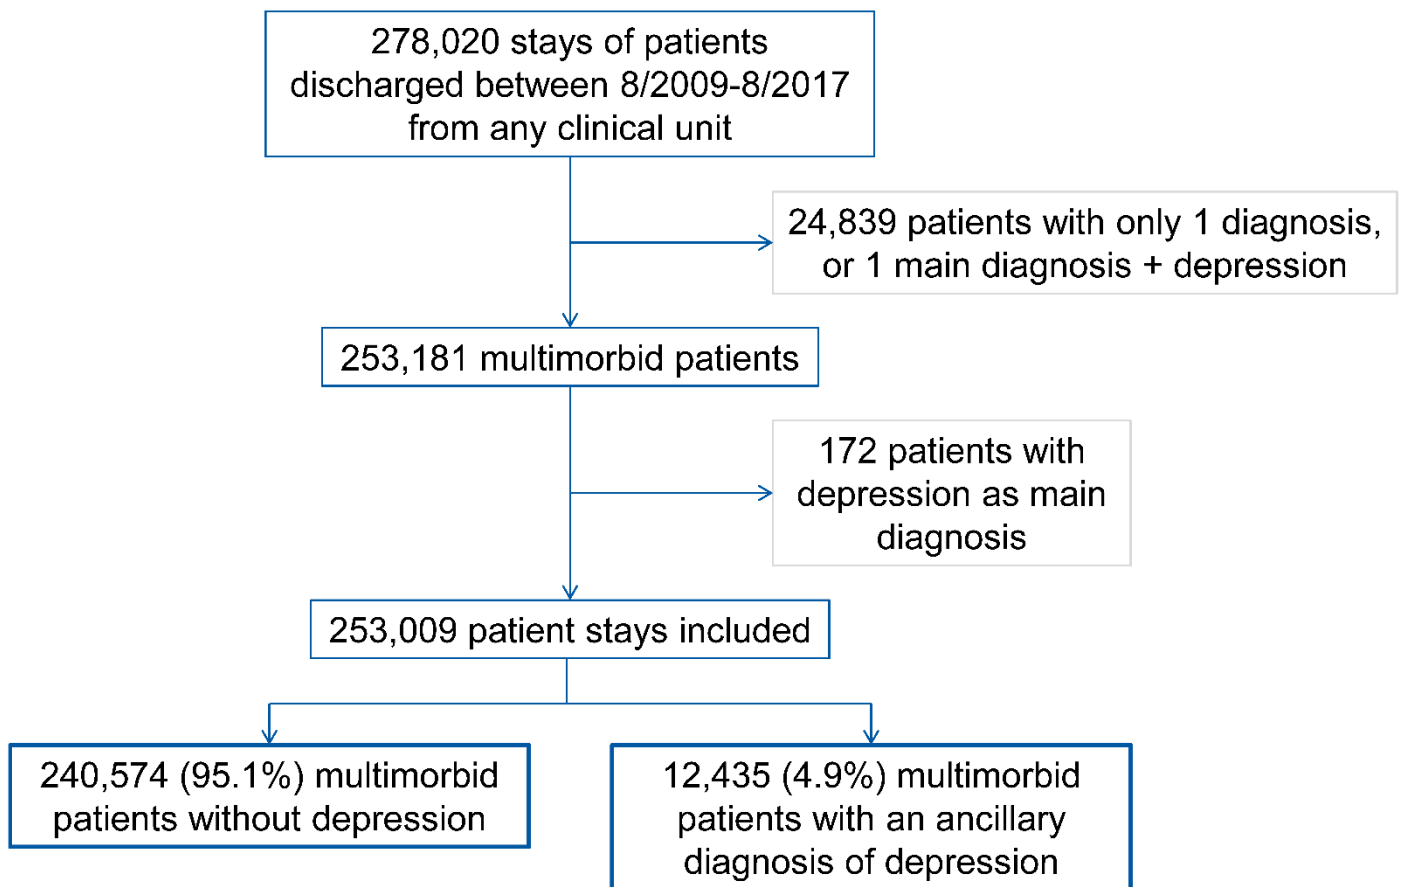 278,020 stays of patients
discharged between 8/2009-8/2017
from any clinical unit
24,839 patients with only 1 diagnosis,
or 1 main diagnosis + depression
253,181 multimorbid patients
172 patients with
depression as main
diagnosis
253,009 patient stays included
240,574 (95.1%) multimorbid
patients without depression
12,435 (4.9%) multimorbid
patients with an ancillary
diagnosis of depression